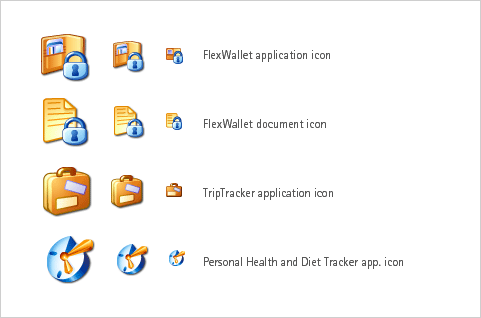 FlexWallet application icon
FlexWallet document icon
TripTracker application icon
Personal Health and Diet Tracker app. icon